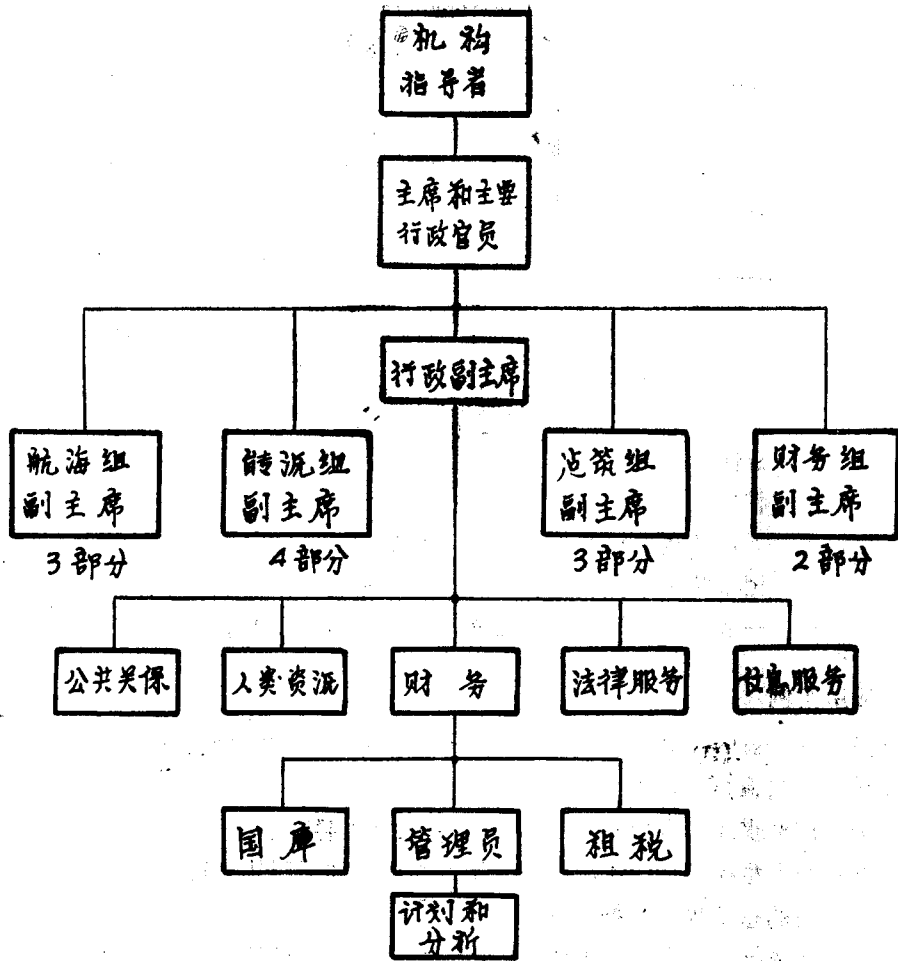 机构
指导者
主席和主要
行政官员
行政副主席
航海组
副主席
3部分
能源组
副主席
4部分
筑组
副主席
3部分
财务组
副主席
2部分
公共关係
人类资源
财务
法律服务
信息服务
国库
管理员
租税
计划和
分析